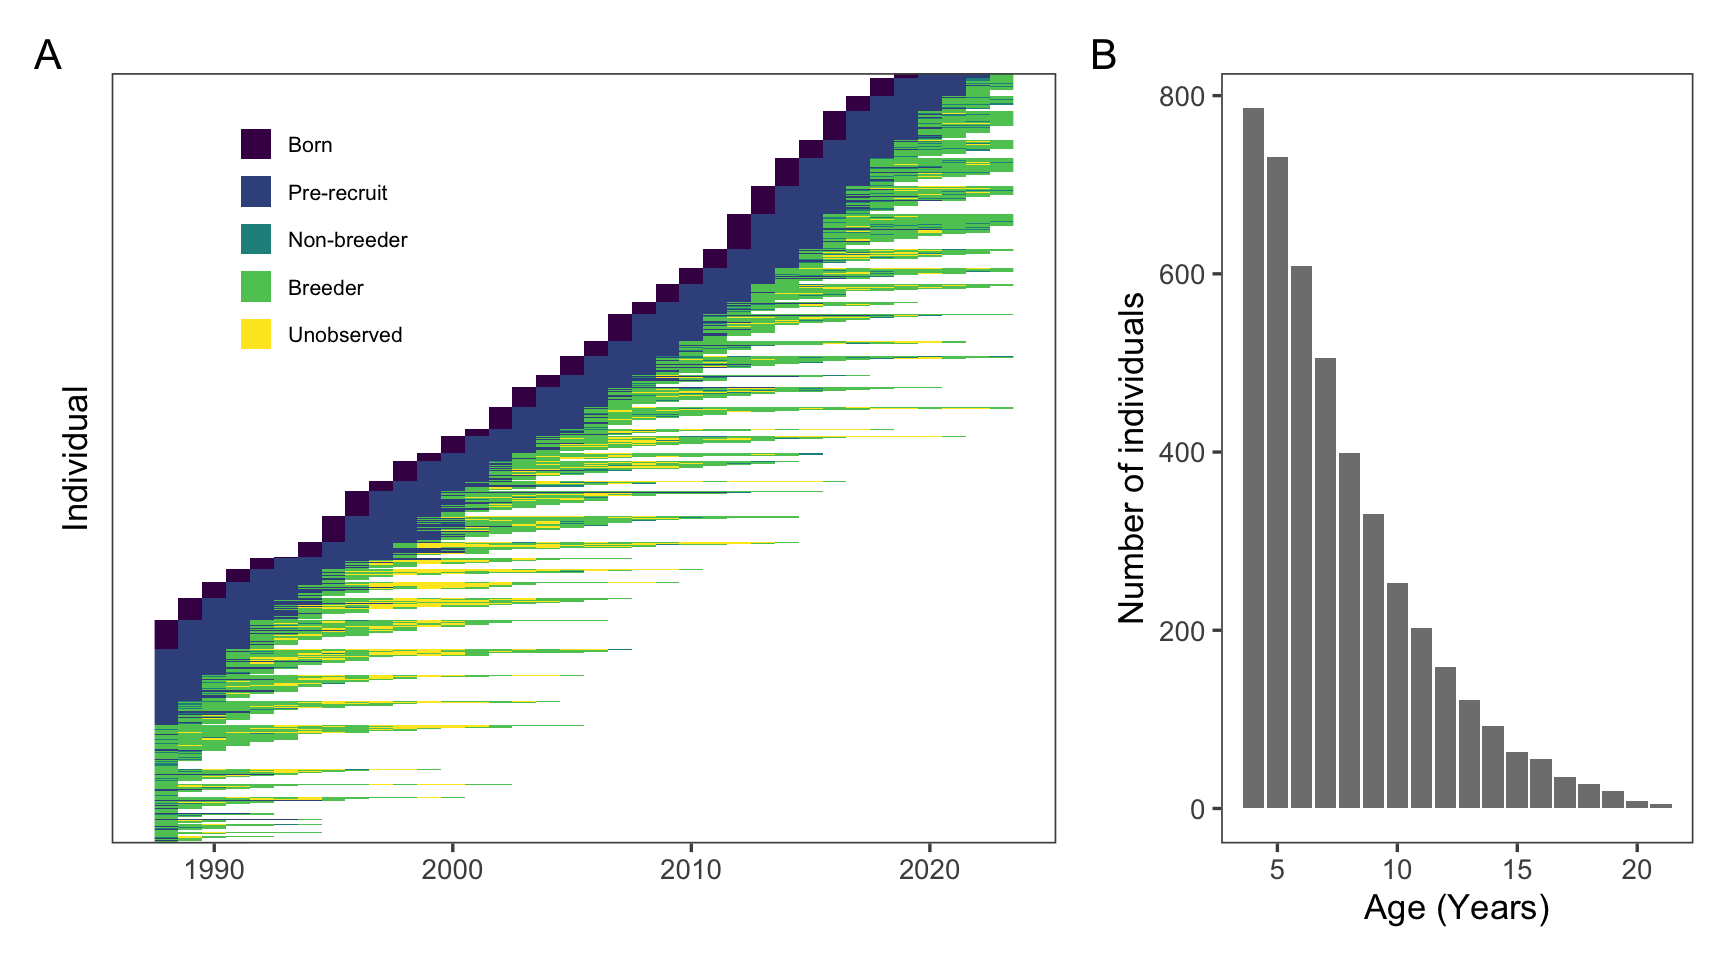 A
Born
Pre-recruit
Non-breeder
Breeder
Unobserved
Individual
1990
2000
2010
2020
B
800
600
400
200
0
Number of individuals
5
10
15
20
Age (Years)